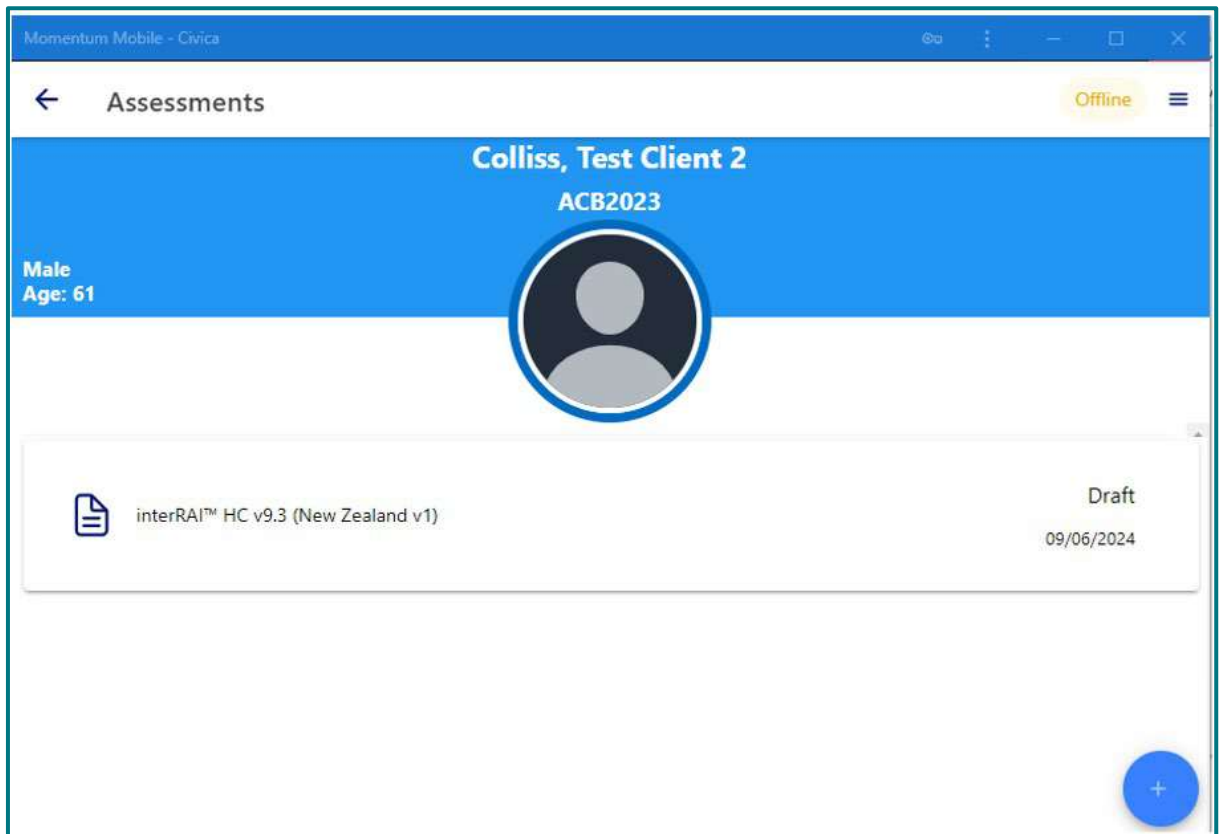 Momentum Mobile - Civica
Assessments
Offline
Colliss, Test Client 2
ACB2023
Male
Age: 61
interRAI™ HC v9.3 (New Zealand v1)
Draft
09/06/2024
+